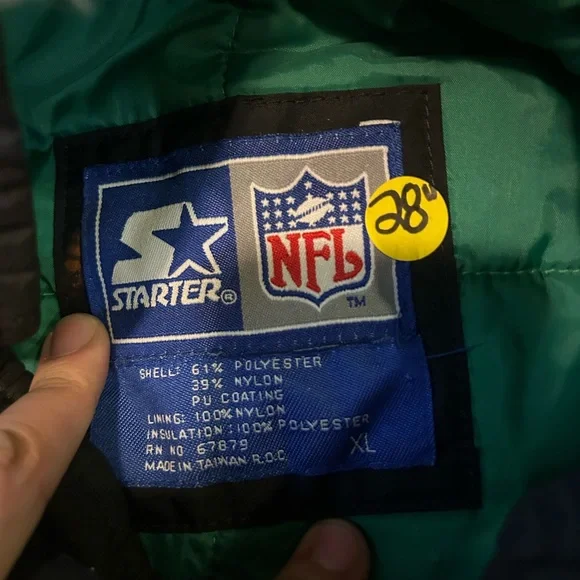 STARTER®
NFL
TM
28"
SHELL: 61% POLYESTER
39% NYLON
PU COATING
LINING: 100% NYLON
INSULATION: 100% POLYESTER
RN NO 67879
MADE IN TAIWAN R.O.C
XL